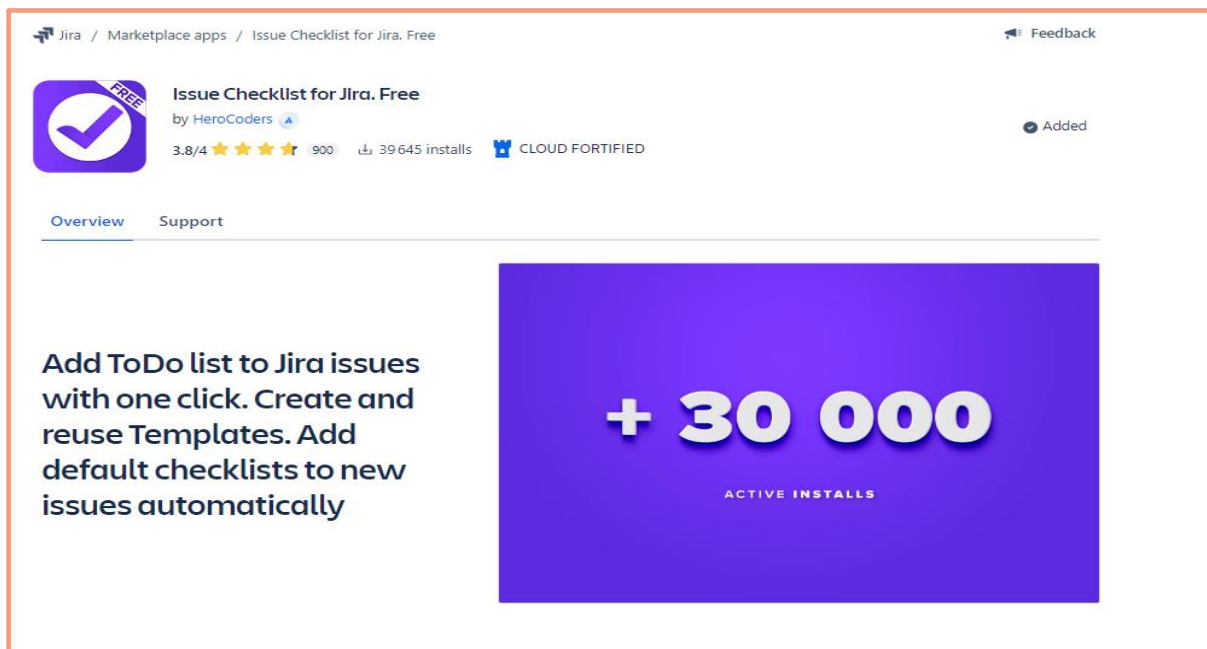 Jira / Marketplace apps / Issue Checklist for Jira. Free
Feedback
FREE
Issue Checklist for Jira. Free
by HeroCoders
Added
3.8/4 900 39 645 installs CLOUD FORTIFIED
Overview Support
Add ToDo list to Jira issues
with one click. Create and
reuse Templates. Add
default checklists to new
issues automatically
+ 30 000
ACTIVE INSTALLS